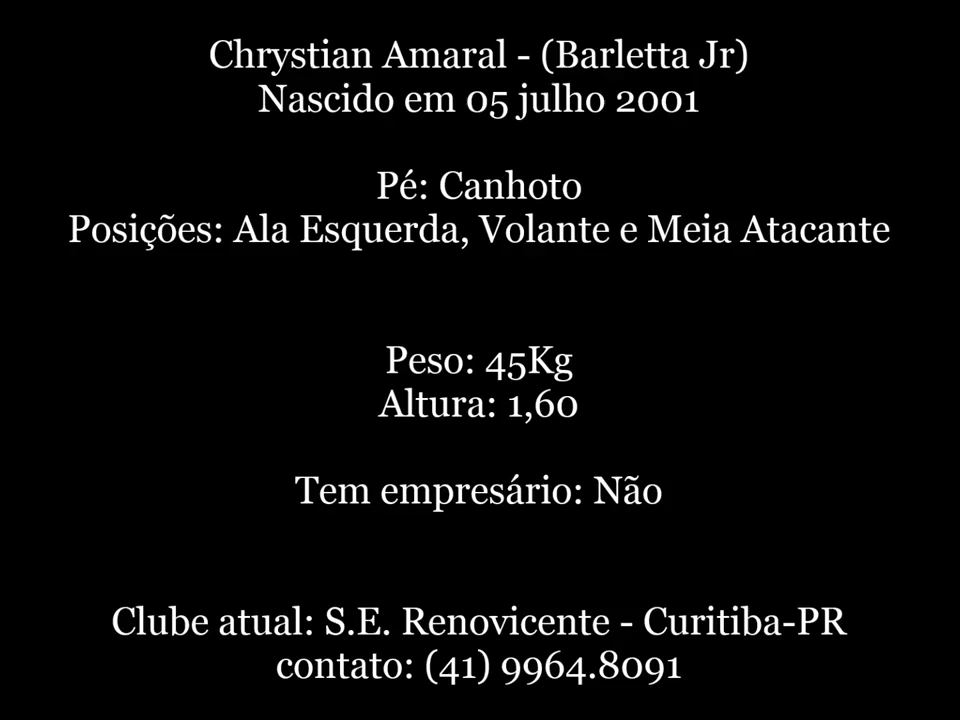 Chrystian Amaral - (Barletta Jr)
Nascido em 05 julho 2001
Pé: Canhoto
Posições: Ala Esquerda, Volante e Meia Atacante
Peso: 45Kg
Altura: 1,60
Tem empresário: Não
Clube atual: S.E. Renovicente - Curitiba-PR
contato: (41) 9964.8091